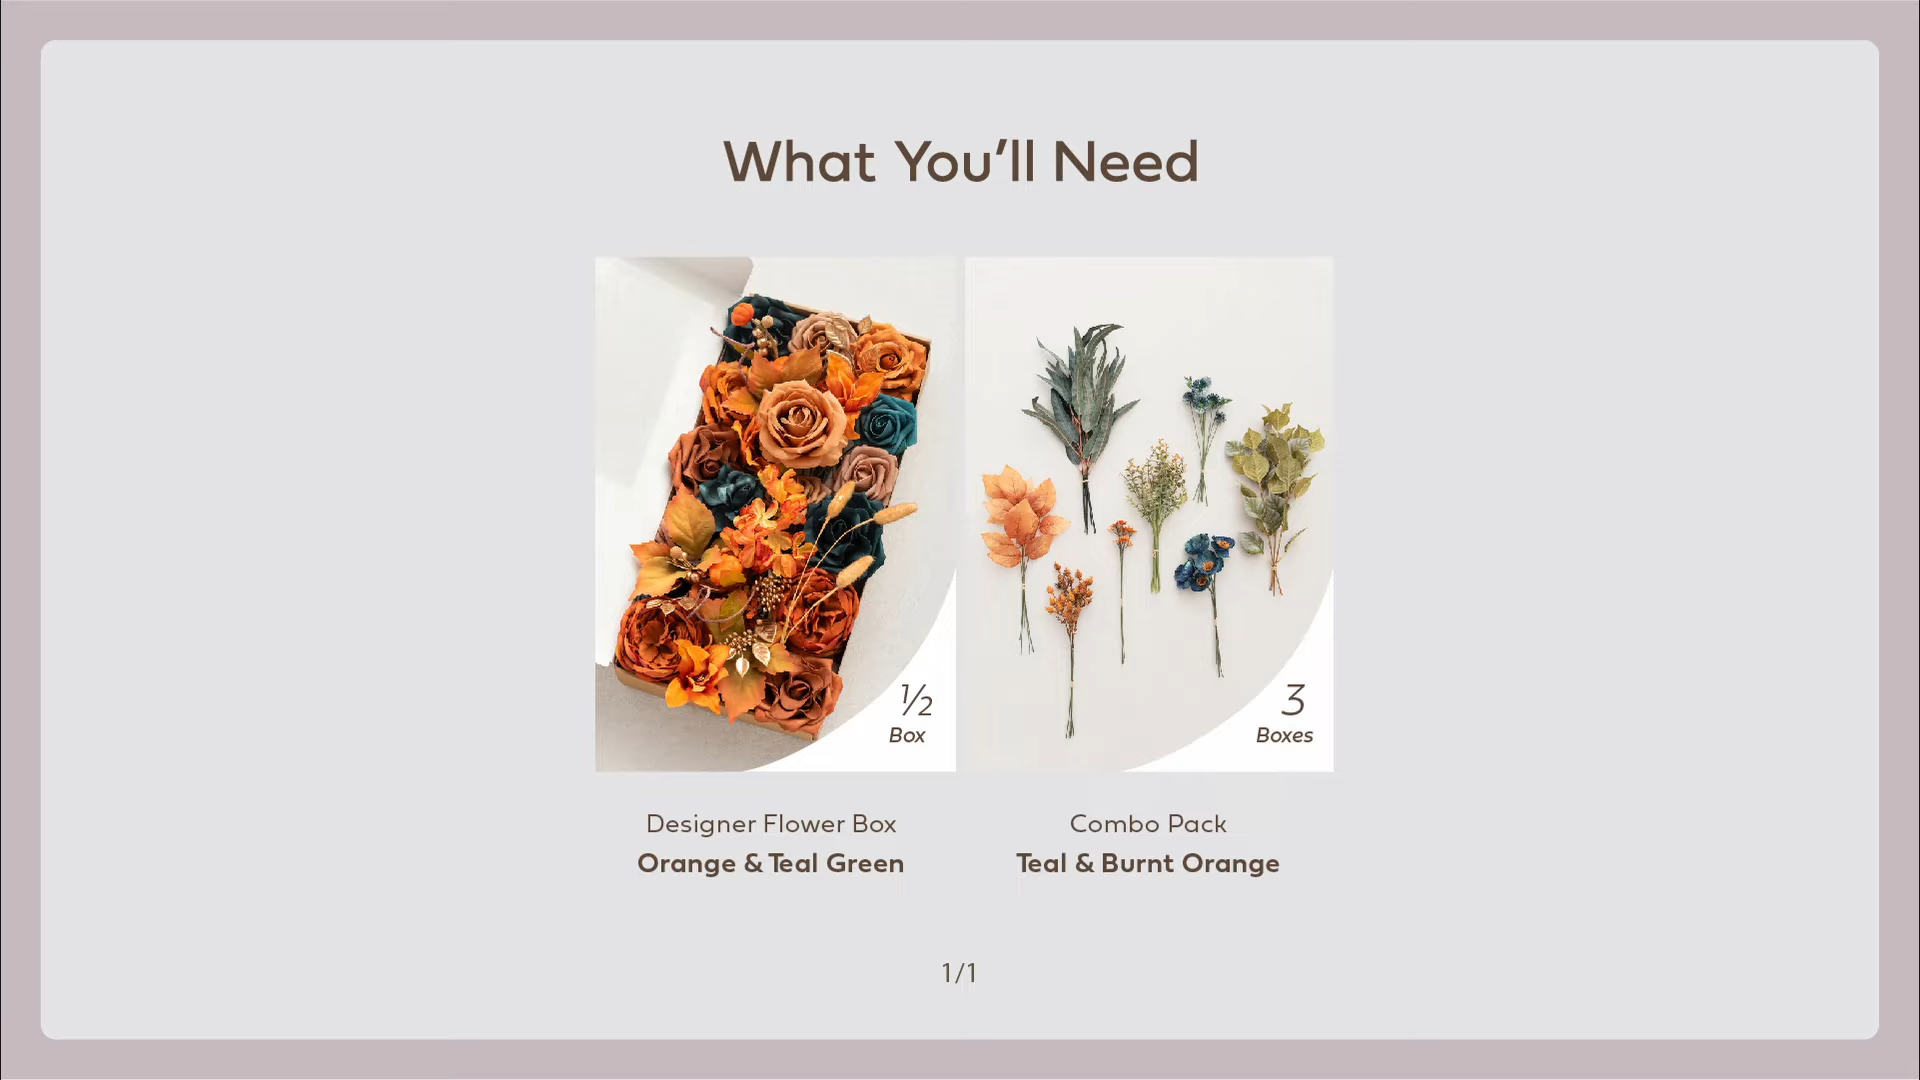 What You’ll Need
½
Box
3
Boxes
Designer Flower Box
Orange & Teal Green
Combo Pack
Teal & Burnt Orange
1/1